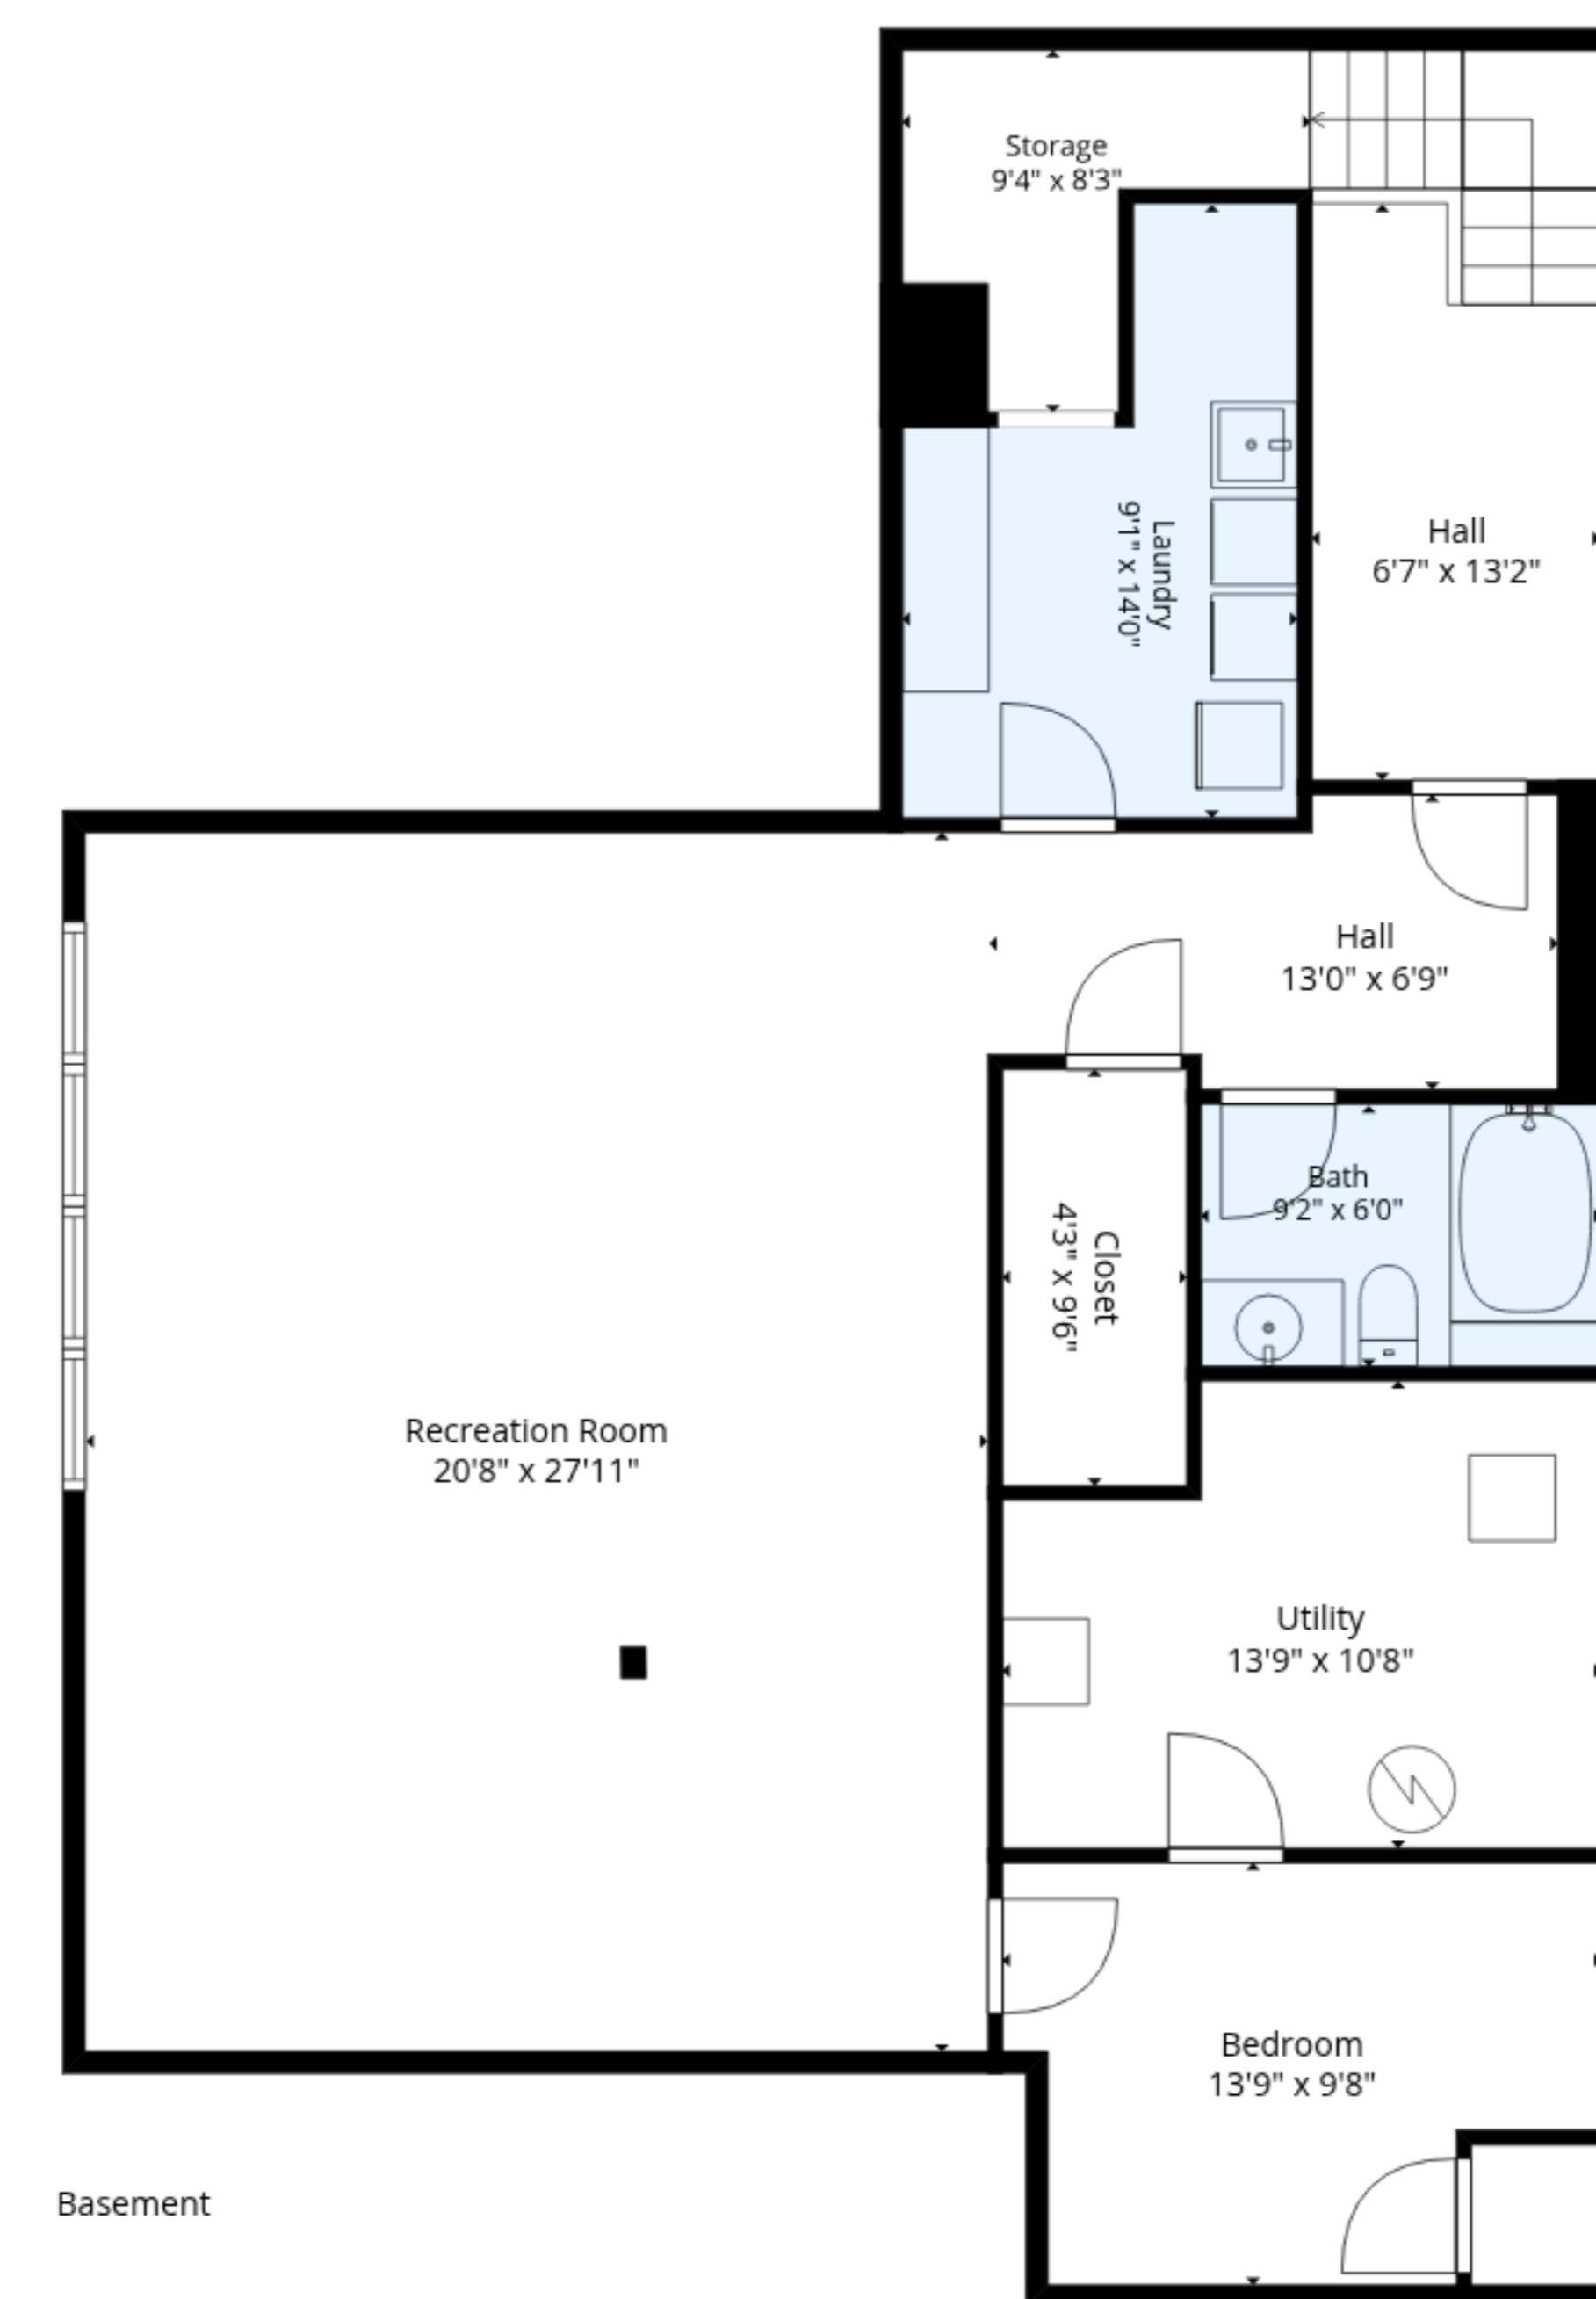 Storage
9'4" x 8'3"
Laundry
9'1" x 14'0"
Hall
6'7" x 13'2"
Hall
13'0" x 6'9"
Bath
9'2" x 6'0"
Closet
4'3" x 9'6"
Recreation Room
20'8" x 27'11"
Utility
13'9" x 10'8"
Bedroom
13'9" x 9'8"
Basement